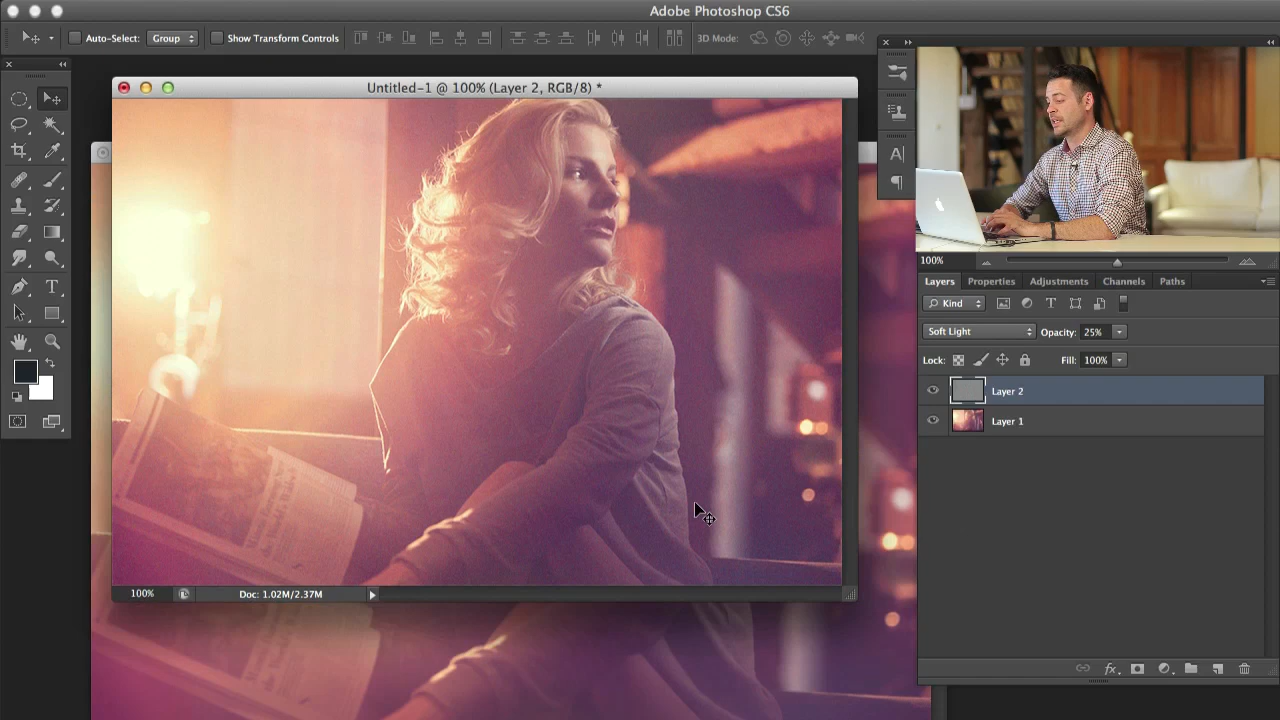 Adobe Photoshop CS6
Auto-Select: Group Show Transform Controls 3D Mode:
Untitled-1 @ 100% (Layer 2, RGB/8) *
100%
Layers Properties Adjustments Channels Paths
Kind
Soft Light Opacity: 25%
Lock: Fill: 100%
Layer 2
Layer 1
fx
100% Doc: 1.02M/2.37M